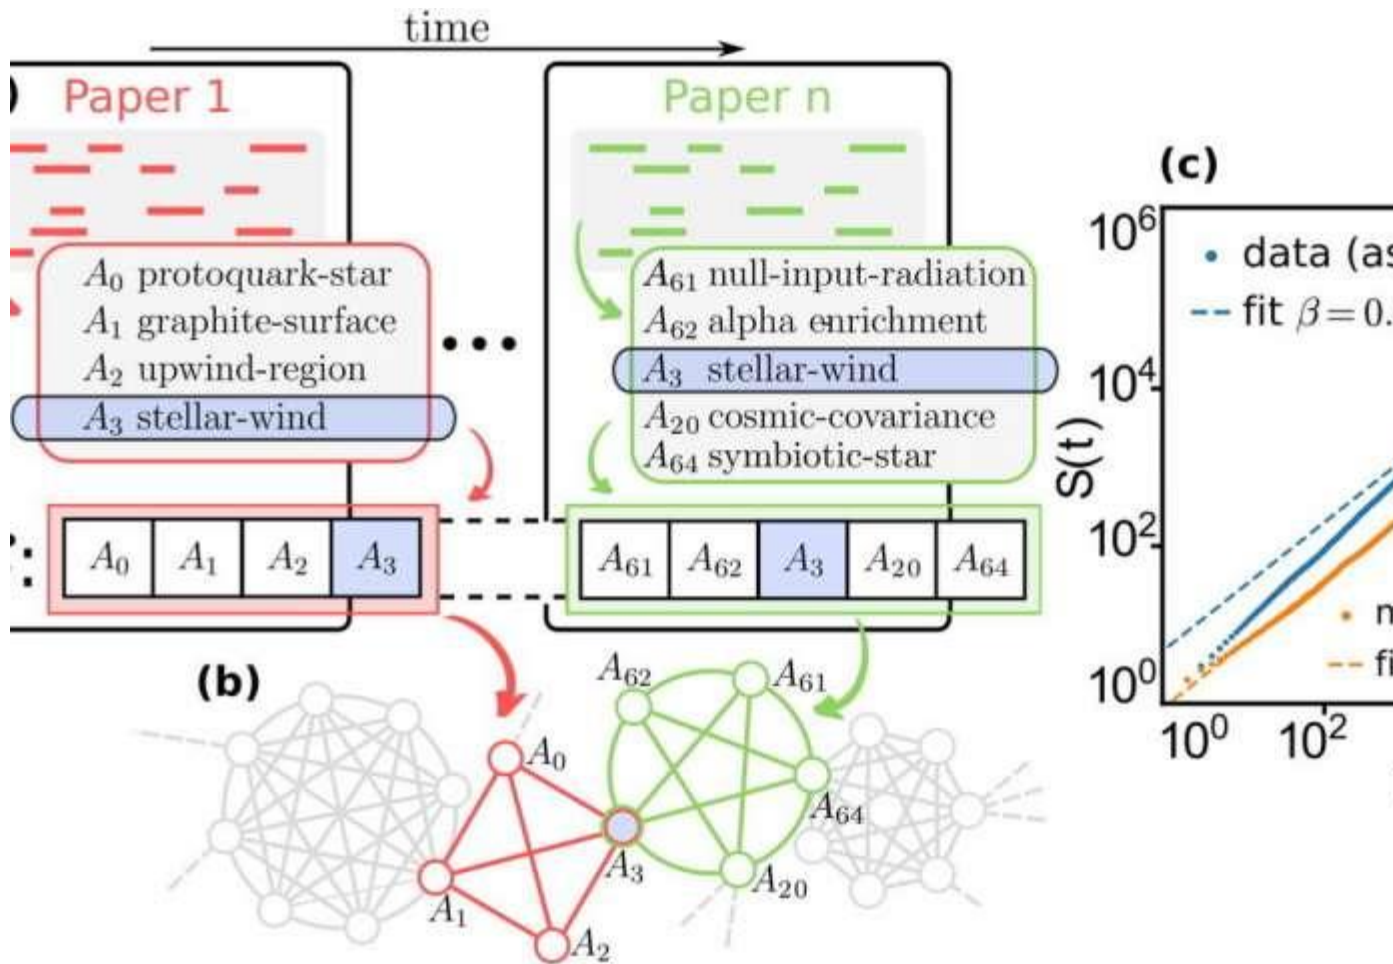 time
)
Paper 1
Paper n
A₀ protoquark-star
A₁ graphite-surface
A₂ upwind-region
A₃ stellar-wind
A₆₁ null-input-radiation
A₆₂ alpha enrichment
A₃ stellar-wind
A₂₀ cosmic-covariance
A₆₄ symbiotic-star
A₀ A₁ A₂ A₃
A₆₁ A₆₂ A₃ A₂₀ A₆₄
(b)
A₆₂
A₆₁
A₀
A₆₄
A₃
A₂₀
A₁
A₂
(c)
S(t)
10⁶
10⁴
10²
10⁰
data (as
fit β = 0.
fi
10⁰ 10²